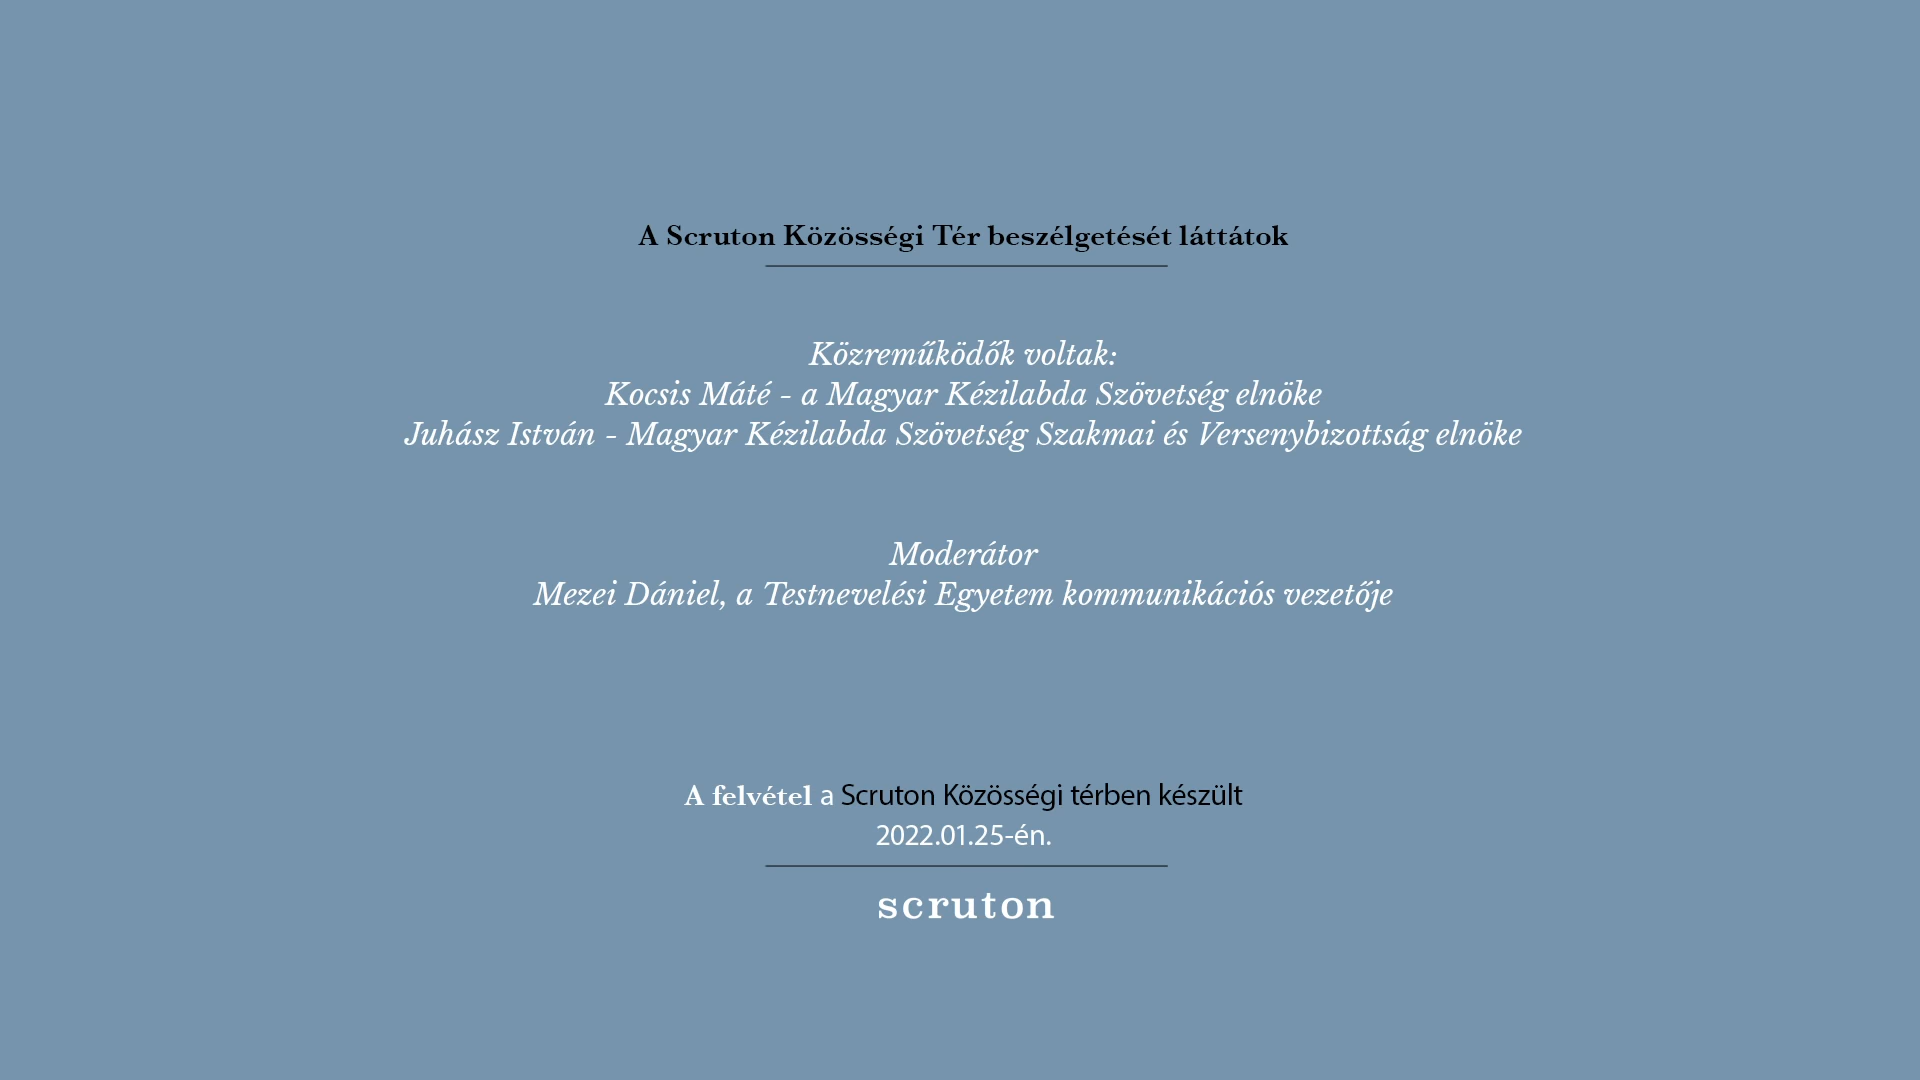 A Scruton Közösségi Tér beszélgetését láttátok
Közreműködők voltak:
Kocsis Máté - a Magyar Kézilabda Szövetség elnöke
Juhász István - Magyar Kézilabda Szövetség Szakmai és Versenybizottság elnöke
Moderátor
Mezei Dániel, a Testnevelési Egyetem kommunikációs vezetője
A felvétel a Scruton Közösségi térben készült
2022.01.25-én.
scruton